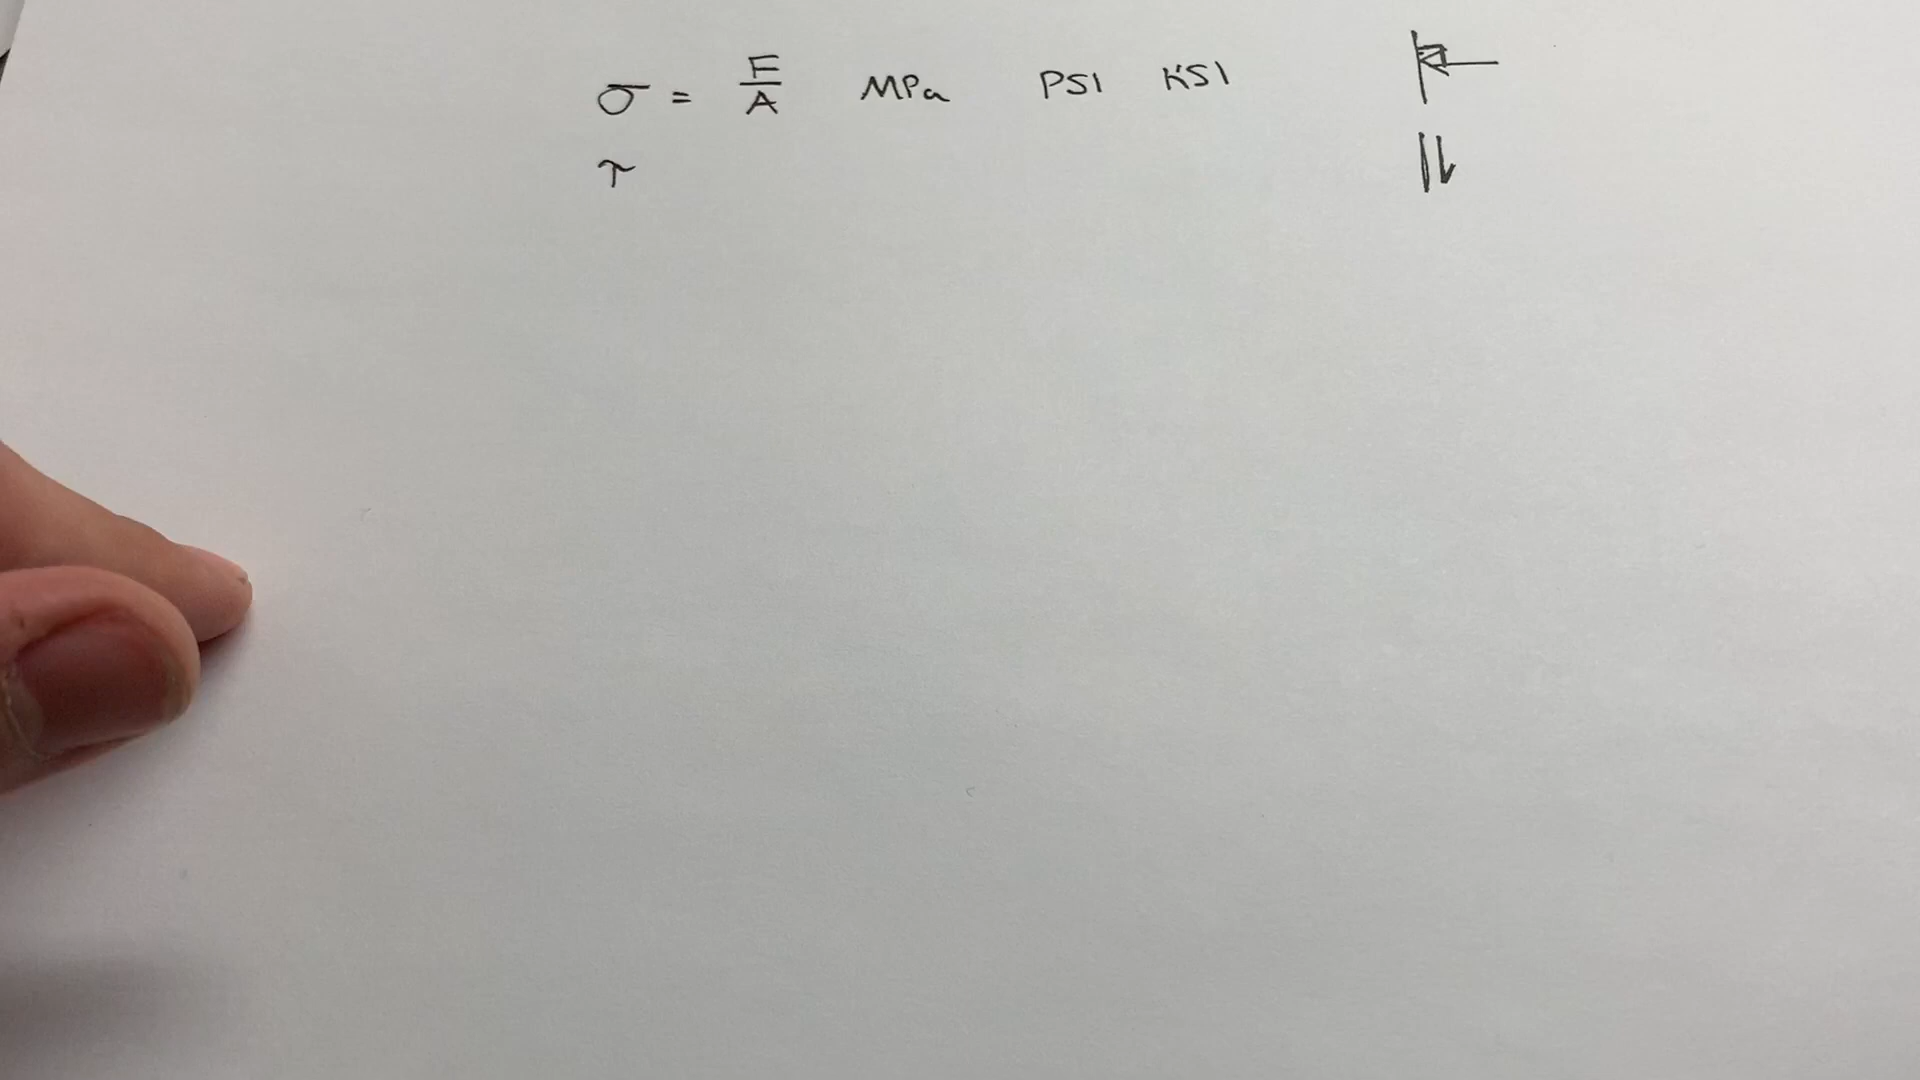 σ = F/A MPa PSI KSI
τ